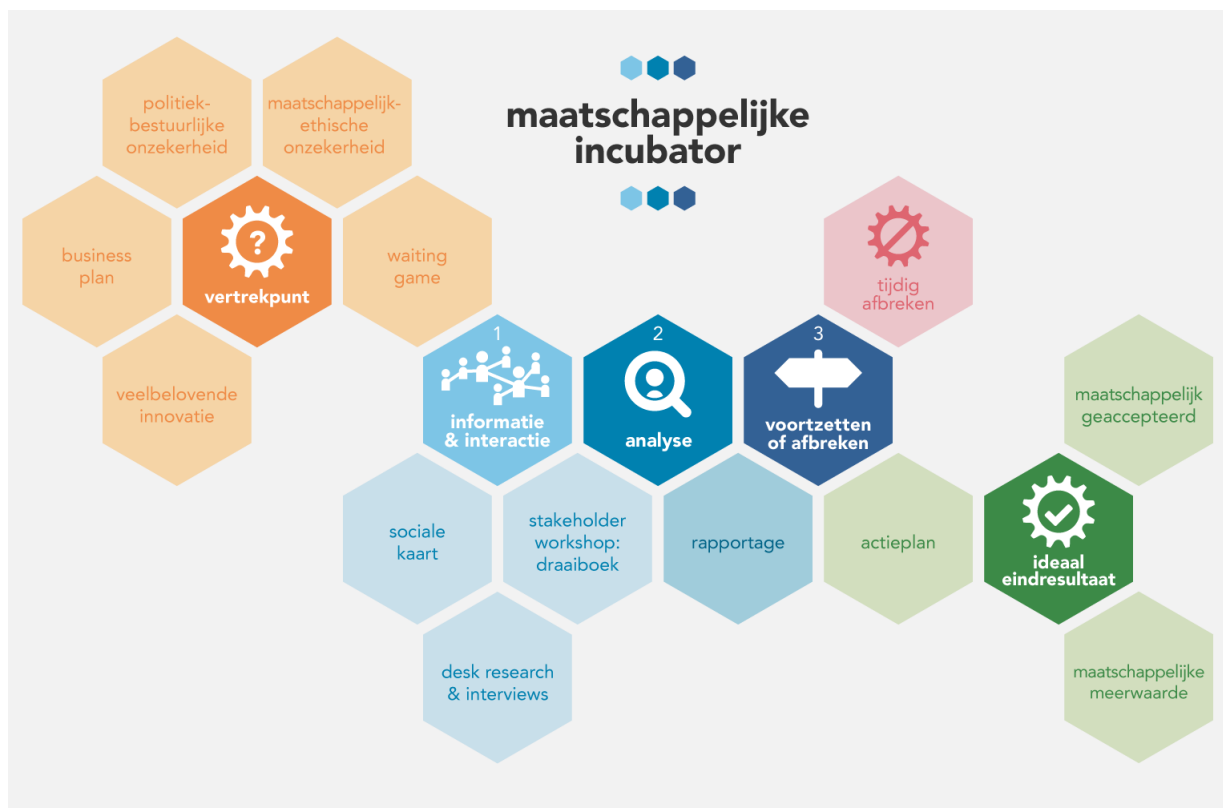 maatschappelijke
incubator
politiek-
bestuurlijke
onzekerheid
maatschappelijk-
ethische
onzekerheid
business
plan
?
vertrekpunt
waiting
game
veelbelovende
innovatie
1
informatie
& interactie
2
analyse
3
voortzetten
of afbreken
tijdig
afbreken
sociale
kaart
stakeholder
workshop:
draaiboek
desk research
& interviews
rapportage
actieplan
maatschappelijk
geaccepteerd
ideaal
eindresultaat
maatschappelijke
meerwaarde